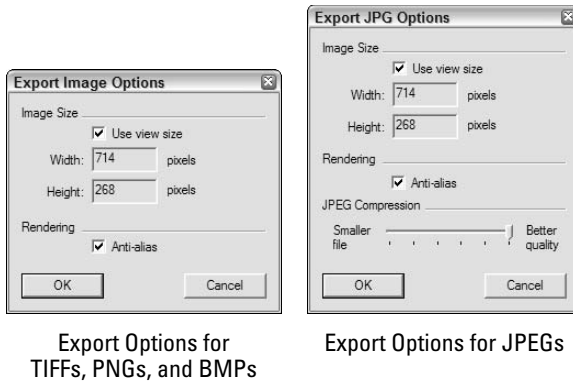 Export Image Options
Image Size
Use view size
Width: 714 pixels
Height: 268 pixels
Rendering
Anti-alias
OK Cancel
Export Options for
TIFFs, PNGs, and BMPs
Export JPG Options
Image Size
Use view size
Width: 714 pixels
Height: 268 pixels
Rendering
Anti-alias
JPEG Compression
Smaller Better
file quality
OK Cancel
Export Options for JPEGs